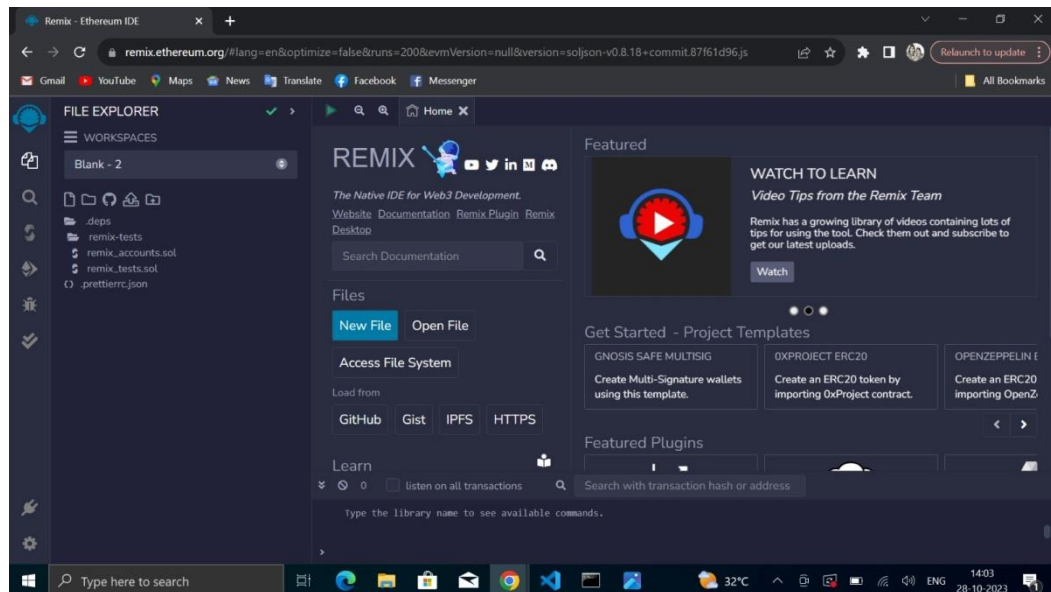 Remix - Ethereum IDE
remix.ethereum.org/#lang=en&optimize=false&runs=200&evmVersion=null&version=soljson-v0.8.18+commit.87f61d96.js
Relaunch to update
Gmail YouTube Maps News Translate Facebook Messenger All Bookmarks
FILE EXPLORER
WORKSPACES
Blank - 2
.deps
remix-tests
remix_accounts.sol
remix_tests.sol
.prettierrc.json
Home
REMIX
The Native IDE for Web3 Development.
Website Documentation Remix Plugin Remix
Desktop
Search Documentation
Files
New File Open File
Access File System
Load from
GitHub Gist IPFS HTTPS
Learn
Featured
WATCH TO LEARN
Video Tips from the Remix Team
Remix has a growing library of videos containing lots of
tips for using the tool. Check them out and subscribe to
get our latest uploads.
Watch
Get Started - Project Templates
GNOSIS SAFE MULTISIG
Create Multi-Signature wallets
using this template.
0XPROJECT ERC20
Create an ERC20 token by
importing 0xProject contract.
OPENZEPPELIN E
Create an ERC20
importing OpenZ
Featured Plugins
0 listen on all transactions Search with transaction hash or address
Type the library name to see available commands.
>
Type here to search 32°C ENG 14:03
28-10-2023
1